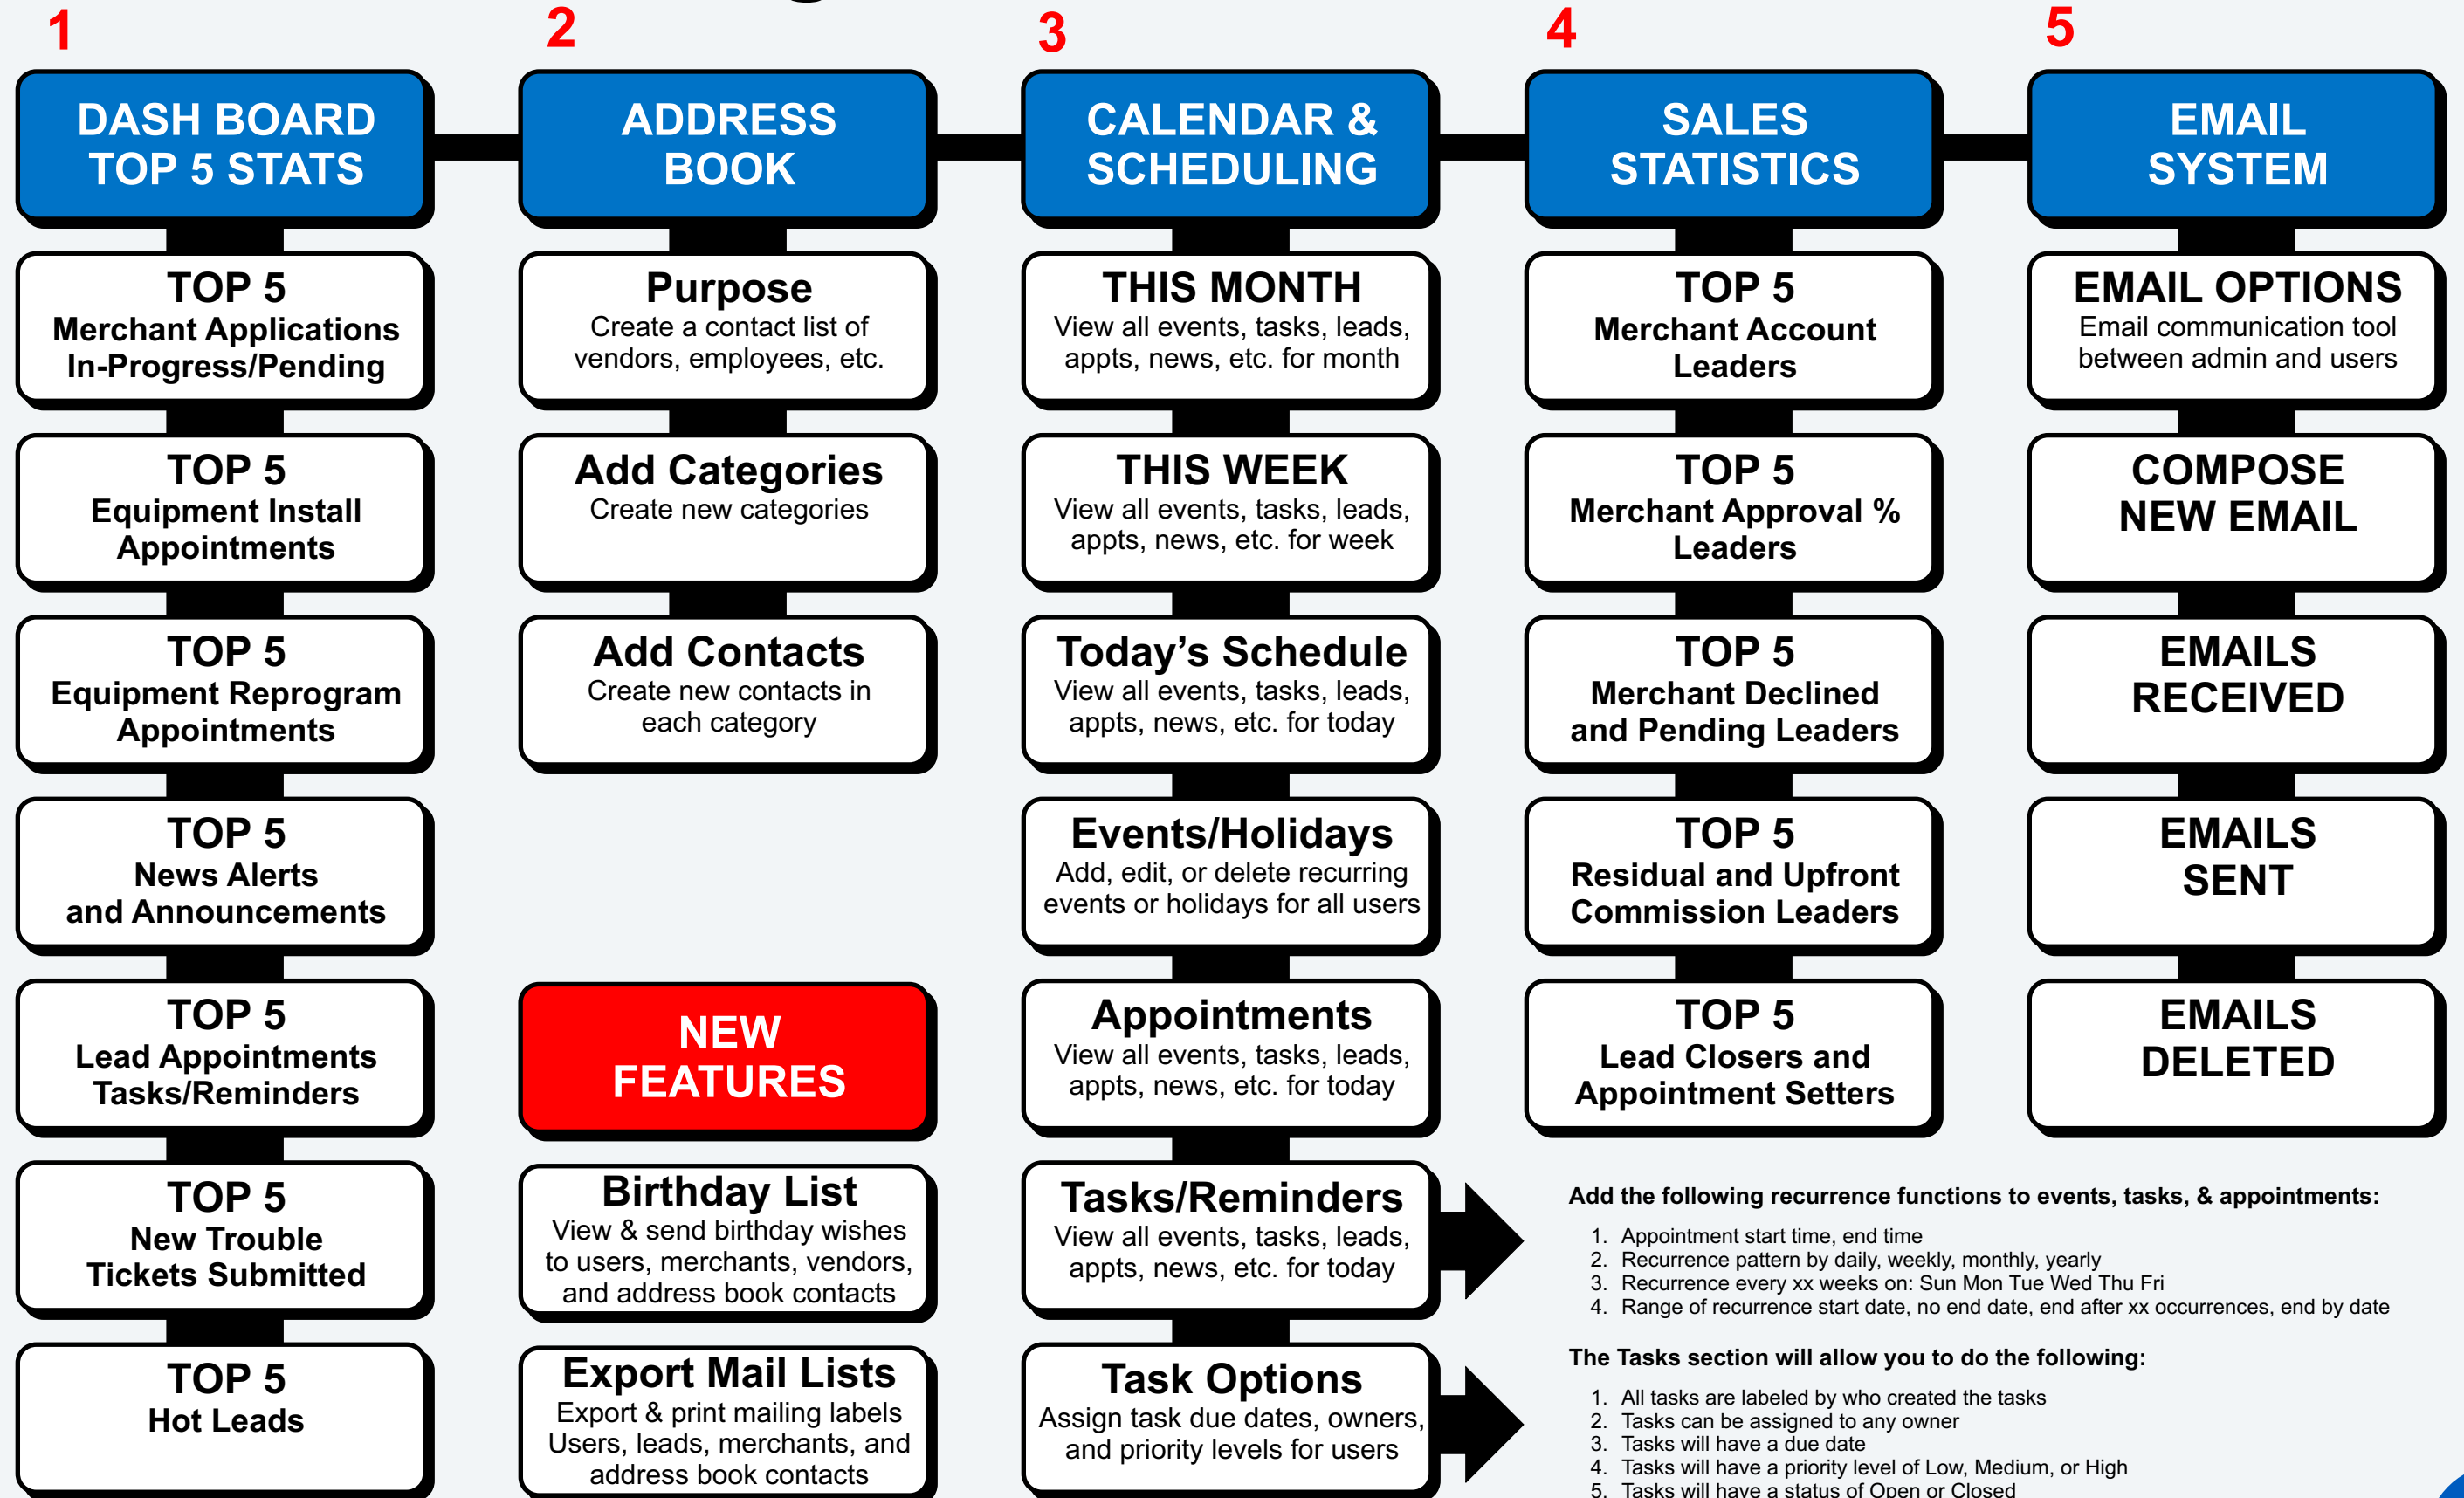 1
2
3
4
5
DASH BOARD
TOP 5 STATS
TOP 5
Merchant Applications
In-Progress/Pending
TOP 5
Equipment Install
Appointments
TOP 5
Equipment Reprogram
Appointments
TOP 5
News Alerts
and Announcements
TOP 5
Lead Appointments
Tasks/Reminders
TOP 5
New Trouble
Tickets Submitted
TOP 5
Hot Leads
ADDRESS
BOOK
Purpose
Create a contact list of
vendors, employees, etc.
Add Categories
Create new categories
Add Contacts
Create new contacts in
each category
NEW
FEATURES
Birthday List
View & send birthday wishes
to users, merchants, vendors,
and address book contacts
Export Mail Lists
Export & print mailing labels
Users, leads, merchants, and
address book contacts
CALENDAR &
SCHEDULING
THIS MONTH
View all events, tasks, leads,
appts, news, etc. for month
THIS WEEK
View all events, tasks, leads,
appts, news, etc. for week
Today’s Schedule
View all events, tasks, leads,
appts, news, etc. for today
Events/Holidays
Add, edit, or delete recurring
events or holidays for all users
Appointments
View all events, tasks, leads,
appts, news, etc. for today
Tasks/Reminders
View all events, tasks, leads,
appts, news, etc. for today
Task Options
Assign task due dates, owners,
and priority levels for users
SALES
STATISTICS
TOP 5
Merchant Account
Leaders
TOP 5
Merchant Approval %
Leaders
TOP 5
Merchant Declined
and Pending Leaders
TOP 5
Residual and Upfront
Commission Leaders
TOP 5
Lead Closers and
Appointment Setters
EMAIL
SYSTEM
EMAIL OPTIONS
Email communication tool
between admin and users
COMPOSE
NEW EMAIL
EMAILS
RECEIVED
EMAILS
SENT
EMAILS
DELETED
Add the following recurrence functions to events, tasks, & appointments:
1. Appointment start time, end time
2. Recurrence pattern by daily, weekly, monthly, yearly
3. Recurrence every xx weeks on: Sun Mon Tue Wed Thu Fri
4. Range of recurrence start date, no end date, end after xx occurrences, end by date
The Tasks section will allow you to do the following:
1. All tasks are labeled by who created the tasks
2. Tasks can be assigned to any owner
3. Tasks will have a due date
4. Tasks will have a priority level of Low, Medium, or High
5. Tasks will have a status of Open or Closed